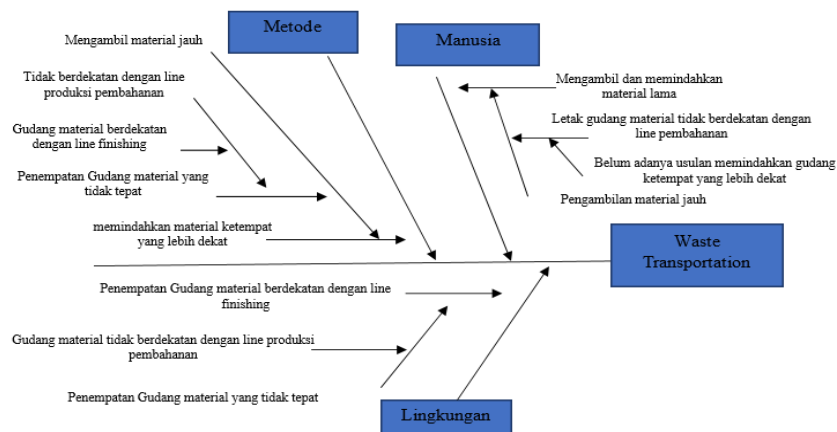 Metode
Manusia
Mengambil material jauh
Tidak berdekatan dengan line
produksi pembahanan
Gudang material berdekatan
dengan line finishing
Penempatan Gudang material yang
tidak tepat
memindahkan material ketempat
yang lebih dekat
Mengambil dan memindahkan
material lama
Letak gudang material tidak berdekatan dengan
line pembahanan
Belum adanya usulan memindahkan gudang
ketempat yang lebih dekat
Pengambilan material jauh
Waste
Transportation
Penempatan Gudang material berdekatan dengan line
finishing
Gudang material tidak berdekatan dengan line produksi
pembahanan
Penempatan Gudang material yang tidak tepat
Lingkungan